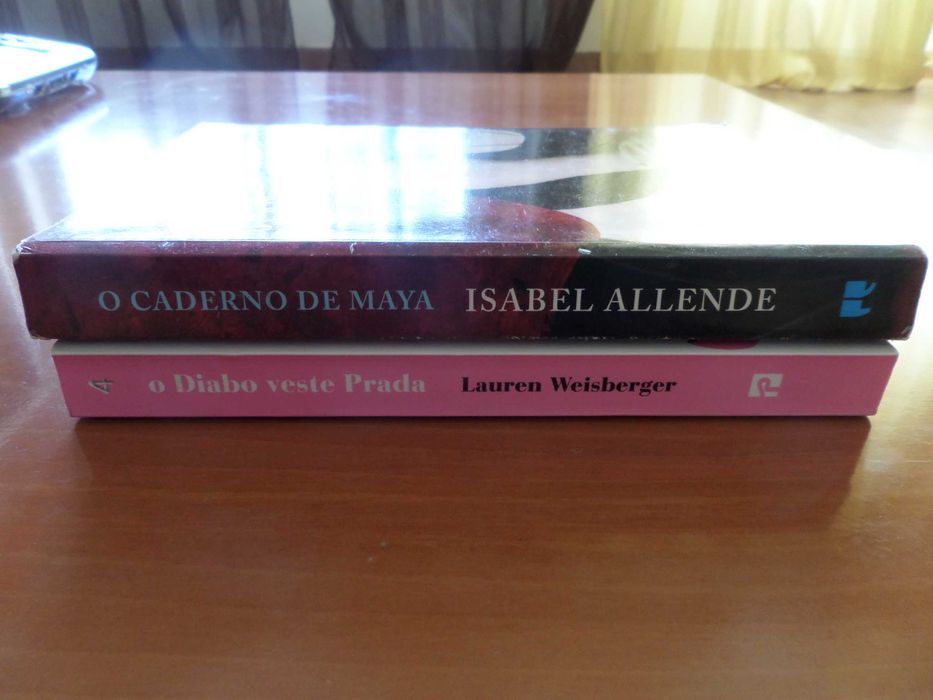 O CADERNO DE MAYA ISABEL ALLENDE
4 o Diabo veste Prada Lauren Weisberger